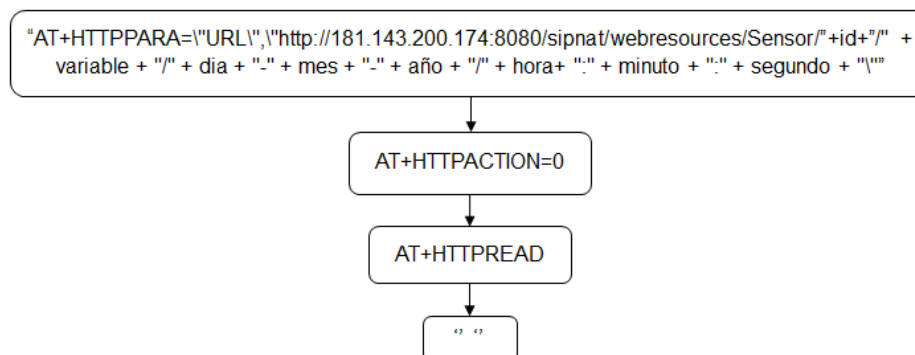 “AT+HTTPPARA=\"URL\",\"http://181.143.200.174:8080/sipnat/webresources/Sensor/”+id+”/" +
variable + "/" + dia + "-" + mes + "-" + año + "/" + hora+ ":" + minuto + ":" + segundo + "\"”
AT+HTTPACTION=0
AT+HTTPREAD
“” “”